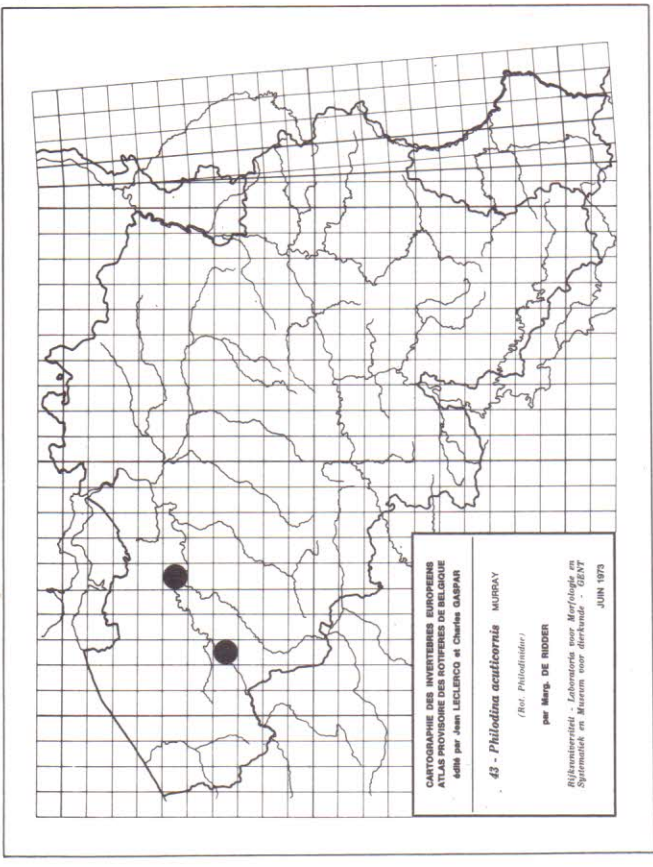 CARTOGRAPHIE DES INVERTEBRES EUROPEENS
ATLAS PROVISOIRE DES ROTIFERES DE BELGIQUE
édité par Jean LECLERCQ et Charles GASPAR
43 - Philodina acuticornis MURRAY
(Rot. Philodinidae)
par Marg. DE RIDDER
Rijksuniversiteit - Laboratoria voor Morfologie en
Systematiek en Museum voor dierkunde - GENT
JUIN 1973